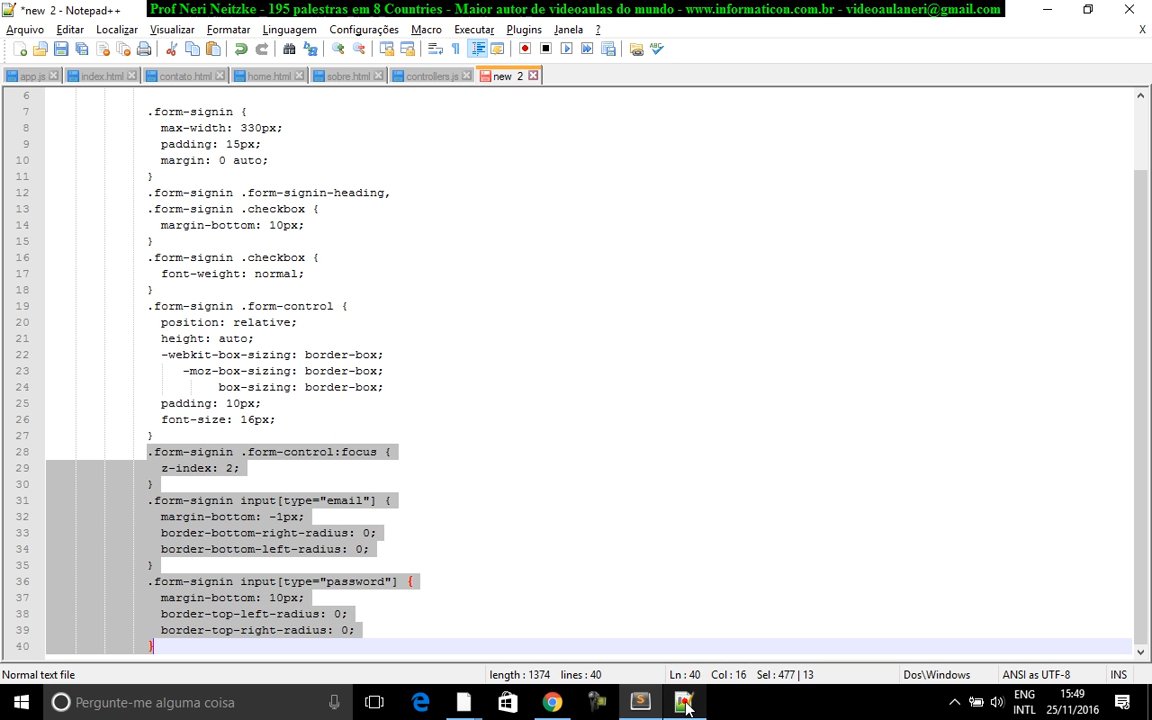 *new 2 - Notepad++
Prof Neri Neitzke - 195 palestras em 8 Countries - Maior autor de videoaulas do mundo - www.informaticon.com.br - videoaulaneri@gmail.com
Arquivo Editar Localizar Visualizar Formatar Linguagem Configurações Macro Executar Plugins Janela ? X
app.js index.html contato.html home.html sobre.html controllers.js new 2
6
7 .form-signin {
8 max-width: 330px;
9 padding: 15px;
10 margin: 0 auto;
11 }
12 .form-signin .form-signin-heading,
13 .form-signin .checkbox {
14 margin-bottom: 10px;
15 }
16 .form-signin .checkbox {
17 font-weight: normal;
18 }
19 .form-signin .form-control {
20 position: relative;
21 height: auto;
22 -webkit-box-sizing: border-box;
23 -moz-box-sizing: border-box;
24 box-sizing: border-box;
25 padding: 10px;
26 font-size: 16px;
27 }
28 .form-signin .form-control:focus {
29 z-index: 2;
30 }
31 .form-signin input[type="email"] {
32 margin-bottom: -1px;
33 border-bottom-right-radius: 0;
34 border-bottom-left-radius: 0;
35 }
36 .form-signin input[type="password"] {
37 margin-bottom: 10px;
38 border-top-left-radius: 0;
39 border-top-right-radius: 0;
40 }
Normal text file length : 1374 lines : 40 Ln : 40 Col : 16 Sel : 477 | 13 Dos\Windows ANSI as UTF-8 INS
Pergunte-me alguma coisa
ENG 15:49
INTL 25/11/2016